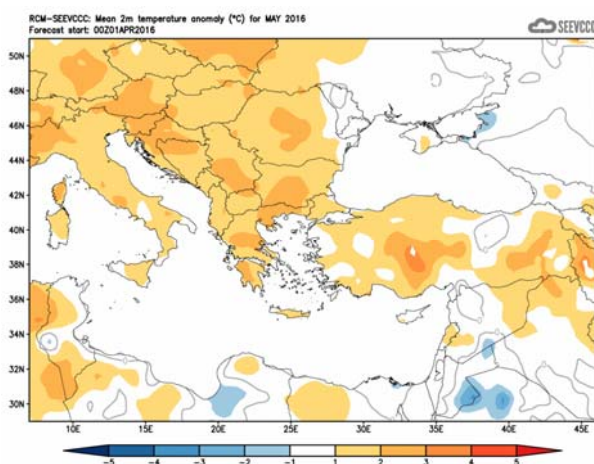 RCM-SEEVCCC: Mean 2m temperature anomaly (°C) for MAY 2016
Forecast start: 00Z01APR2016
SEEVCCC
50N
48N
46N
44N
42N
40N
38N
36N
34N
32N
30N
10E 15E 20E 25E 30E 35E 40E 45E
-5 -4 -3 -2 -1 1 2 3 4 5